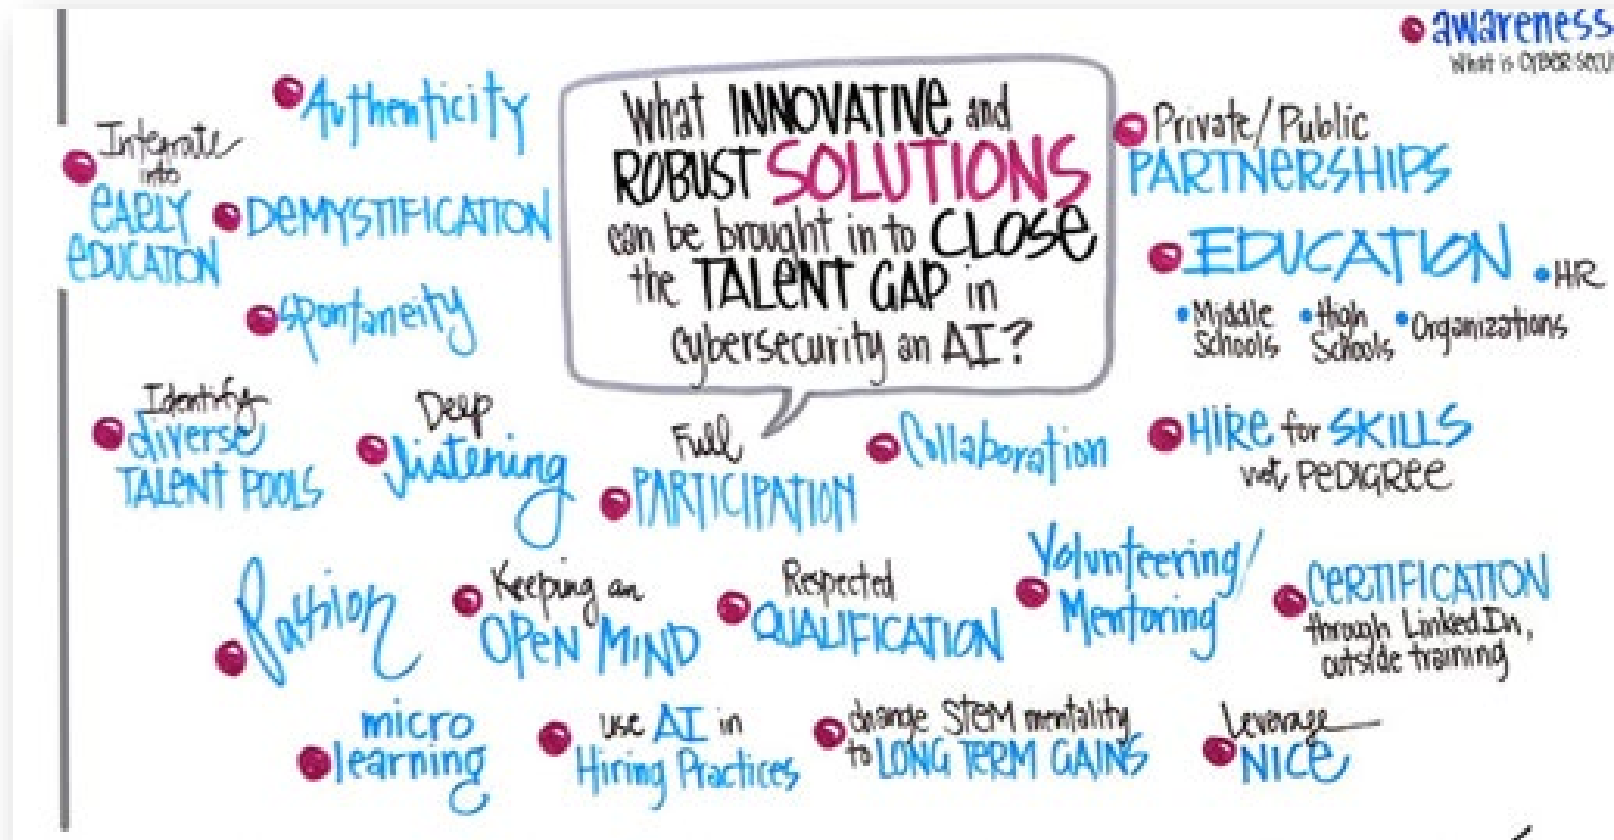 awareness
What is CYBER SECU
Authenticity
Integrate
into
EARLY
EDUCATION
DEMYSTIFICATION
Spontaneity
What INNOVATIVE and
ROBUST SOLUTIONS
can be brought in to CLOSE
the TALENT GAP in
cybersecurity an AI?
Private/Public
PARTNERSHIPS
EDUCATION
HR
Middle
Schools
High
Schools
Organizations
Identify
diverse
TALENT POOLS
Deep
listening
Full
PARTICIPATION
Collaboration
HIRE for SKILLS
not PEDIGREE
Passion
Keeping an
OPEN MIND
Respected
QUALIFICATION
Volunteering/
Mentoring
CERTIFICATION
through LinkedIn,
outside training
micro
learning
use AI in
Hiring Practices
change STEM mentality
to LONG TERM GAINS
Leverage
NICE